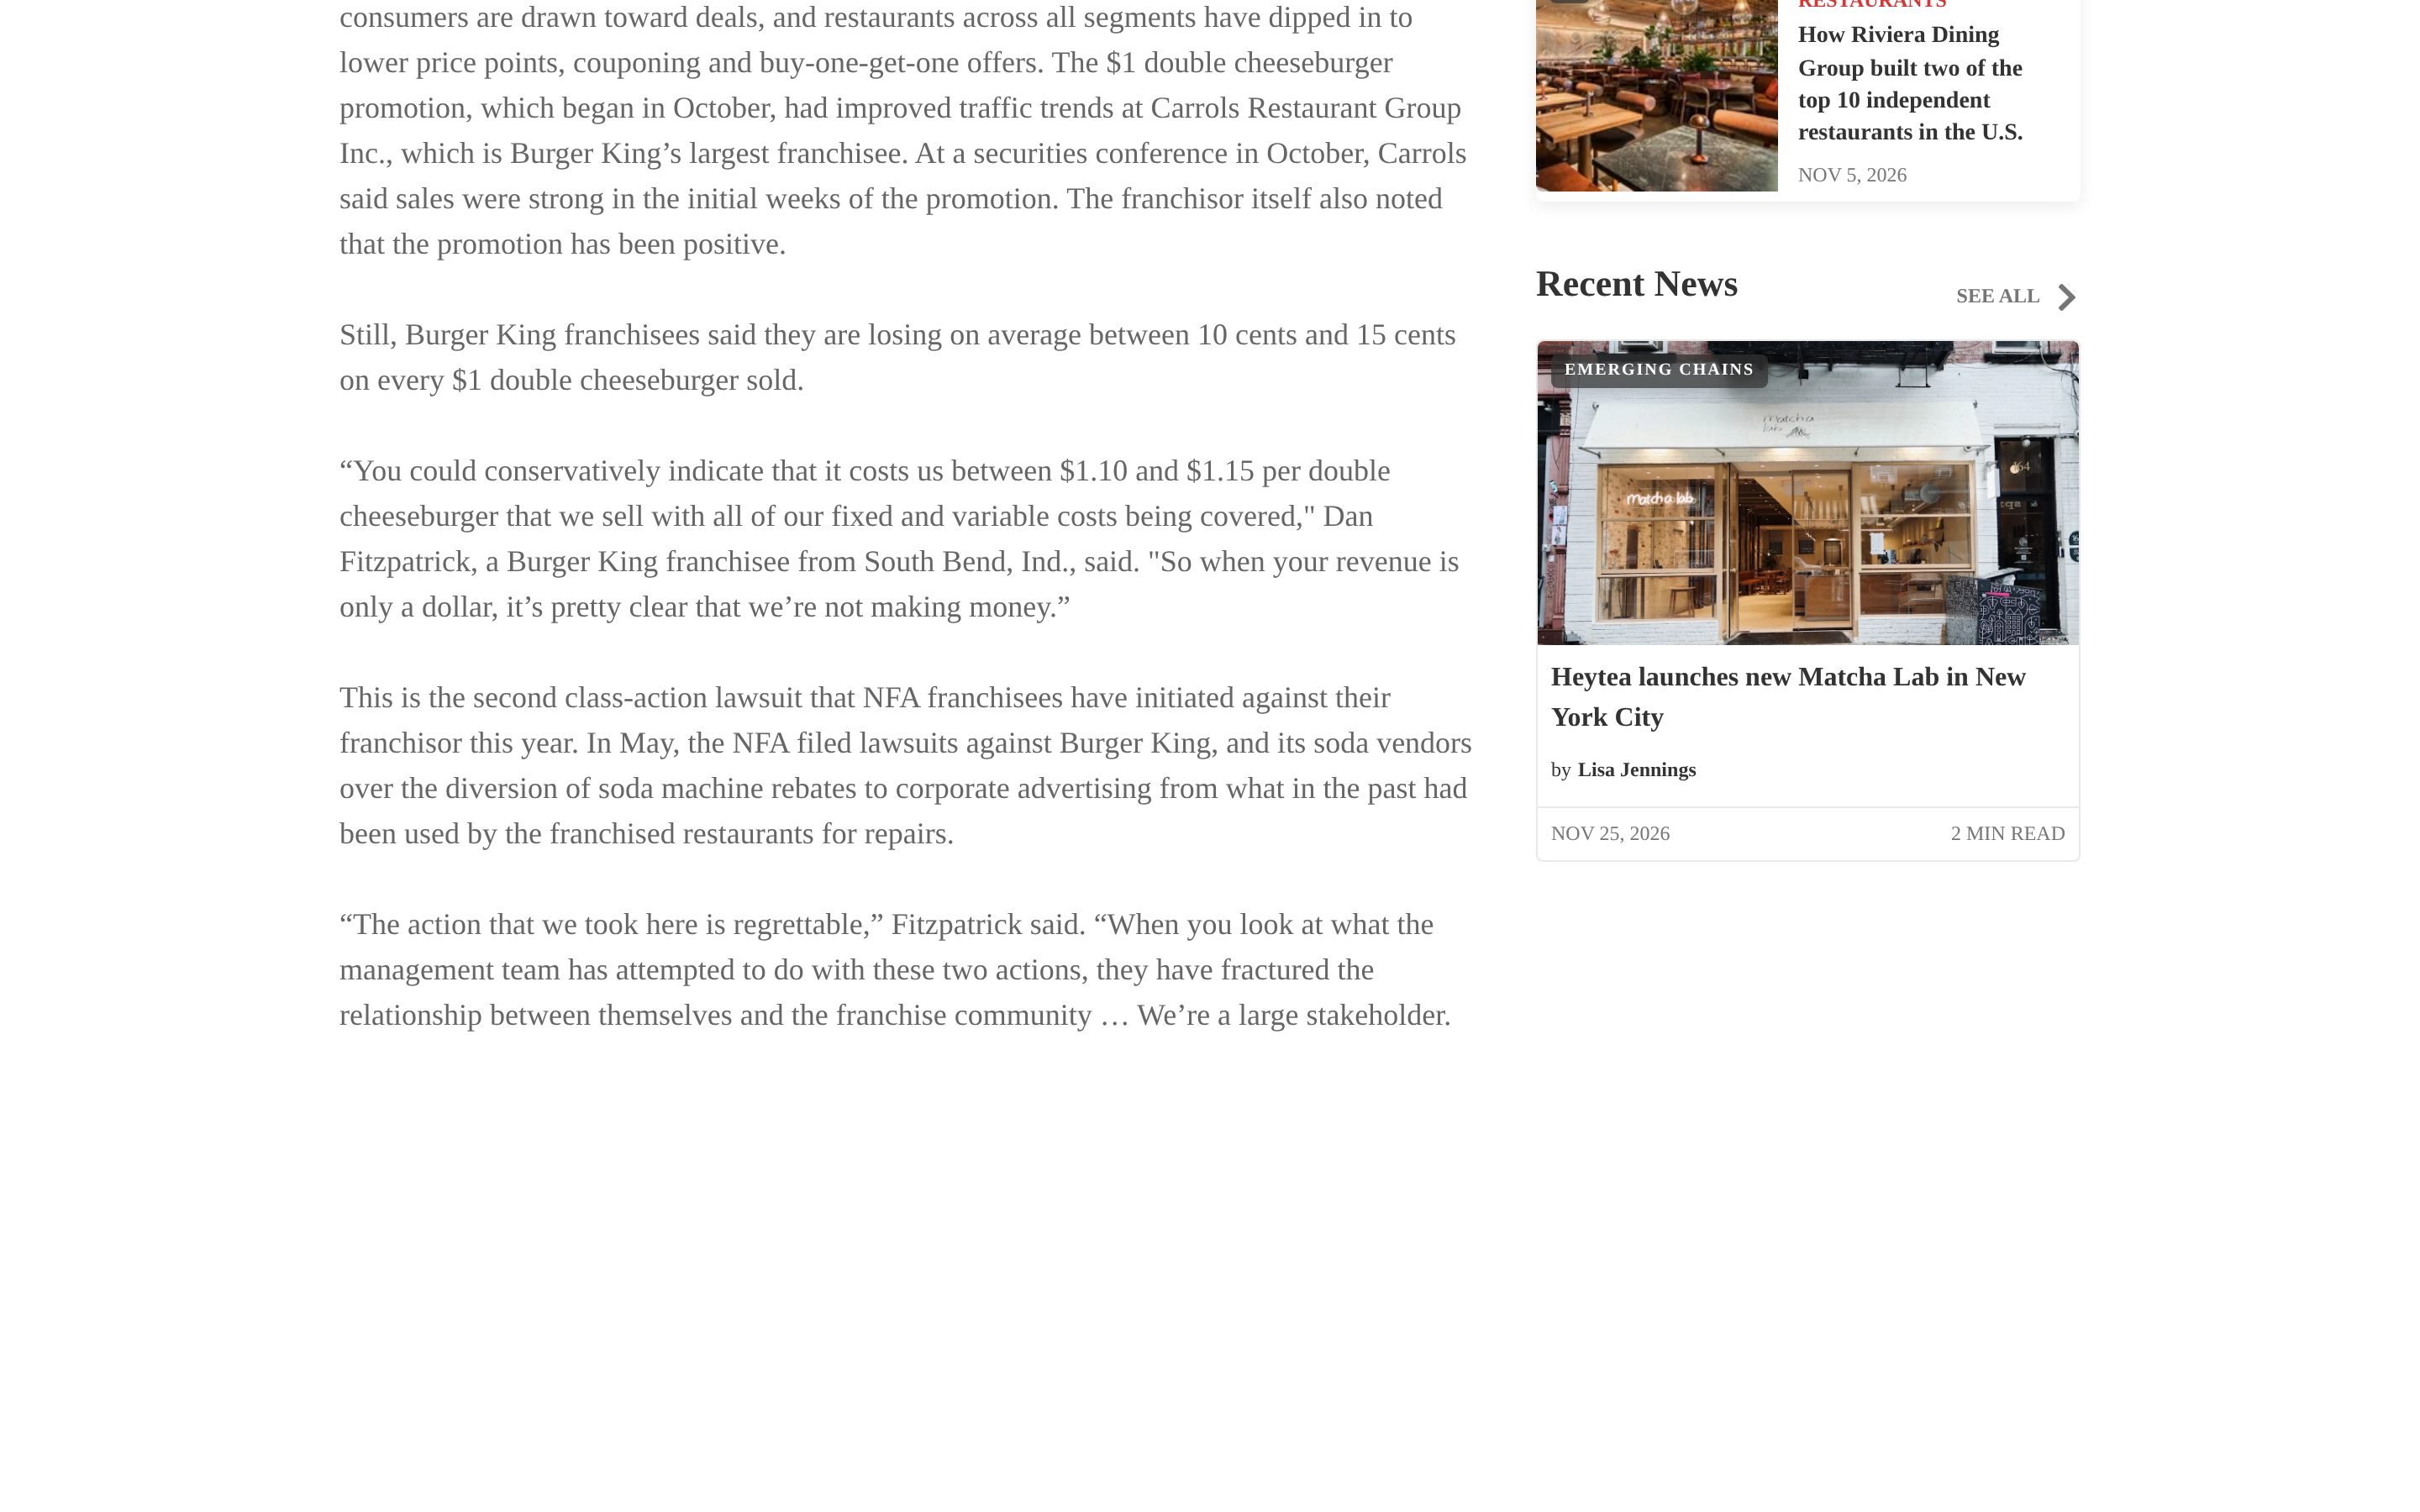 consumers are drawn toward deals, and restaurants across all segments have dipped in to
lower price points, couponing and buy-one-get-one offers. The $1 double cheeseburger
promotion, which began in October, had improved traffic trends at Carrols Restaurant Group
Inc., which is Burger King’s largest franchisee. At a securities conference in October, Carrols
said sales were strong in the initial weeks of the promotion. The franchisor itself also noted
that the promotion has been positive.
Still, Burger King franchisees said they are losing on average between 10 cents and 15 cents
on every $1 double cheeseburger sold.
“You could conservatively indicate that it costs us between $1.10 and $1.15 per double
cheeseburger that we sell with all of our fixed and variable costs being covered," Dan
Fitzpatrick, a Burger King franchisee from South Bend, Ind., said. "So when your revenue is
only a dollar, it’s pretty clear that we’re not making money.”
This is the second class-action lawsuit that NFA franchisees have initiated against their
franchisor this year. In May, the NFA filed lawsuits against Burger King, and its soda vendors
over the diversion of soda machine rebates to corporate advertising from what in the past had
been used by the franchised restaurants for repairs.
“The action that we took here is regrettable,” Fitzpatrick said. “When you look at what the
management team has attempted to do with these two actions, they have fractured the
relationship between themselves and the franchise community … We’re a large stakeholder.
RESTAURANTS
How Riviera Dining
Group built two of the
top 10 independent
restaurants in the U.S.
NOV 5, 2026
Recent News
SEE ALL
EMERGING CHAINS
matcha
labs
matcha lab
Heytea launches new Matcha Lab in New
York City
by Lisa Jennings
NOV 25, 2026
2 MIN READ